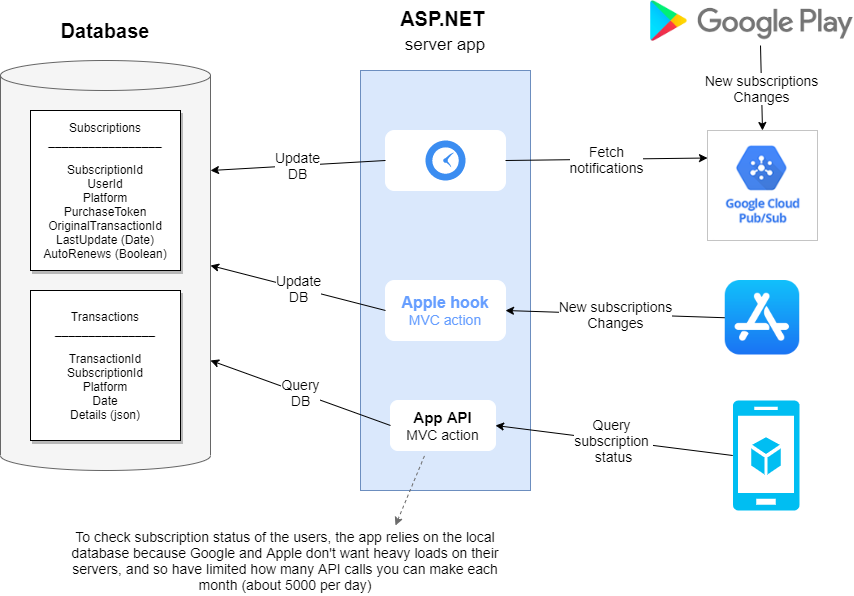 Database
ASP.NET
server app
Google Play
New subscriptions
Changes
Subscriptions
_________________
SubscriptionId
UserId
Platform
PurchaseToken
OriginalTransactionId
LastUpdate (Date)
AutoRenews (Boolean)
Update
DB
Fetch
notifications
Google Cloud
Pub/Sub
Transactions
_______________
TransactionId
SubscriptionId
Platform
Date
Details (json)
Update
DB
Apple hook
MVC action
New subscriptions
Changes
Query
DB
App API
MVC action
Query
subscription
status
To check subscription status of the users, the app relies on the local
database because Google and Apple don't want heavy loads on their
servers, and so have limited how many API calls you can make each
month (about 5000 per day)